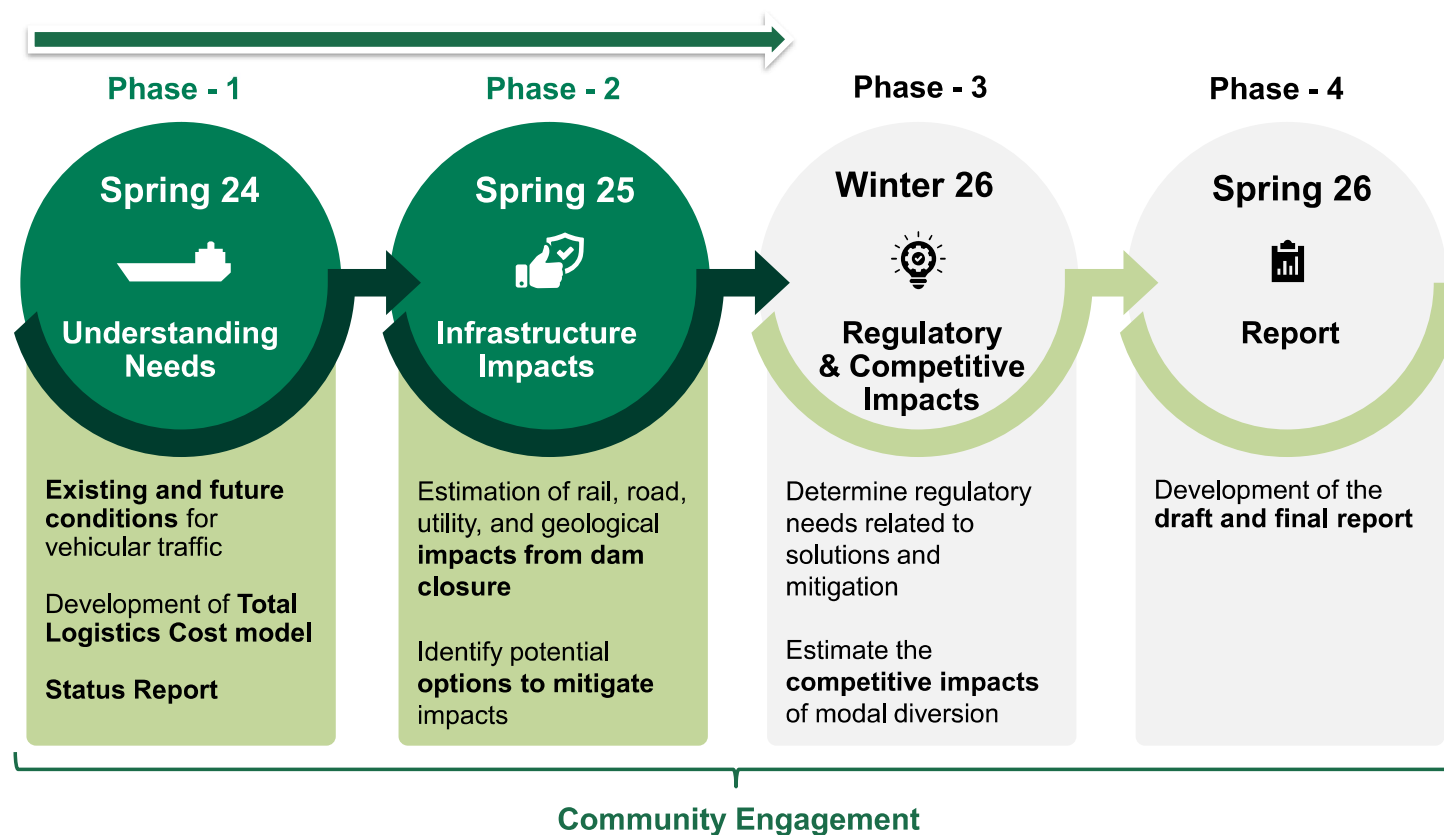 Phase - 1
Spring 24
Understanding
Needs
Existing and future
conditions for
vehicular traffic
Development of Total
Logistics Cost model
Status Report
Phase - 2
Spring 25
Infrastructure
Impacts
Estimation of rail, road,
utility, and geological
impacts from dam
closure
Identify potential
options to mitigate
impacts
Phase - 3
Winter 26
Regulatory
& Competitive
Impacts
Determine regulatory
needs related to
solutions and
mitigation
Estimate the
competitive impacts
of modal diversion
Phase - 4
Spring 26
Report
Development of the
draft and final report
Community Engagement